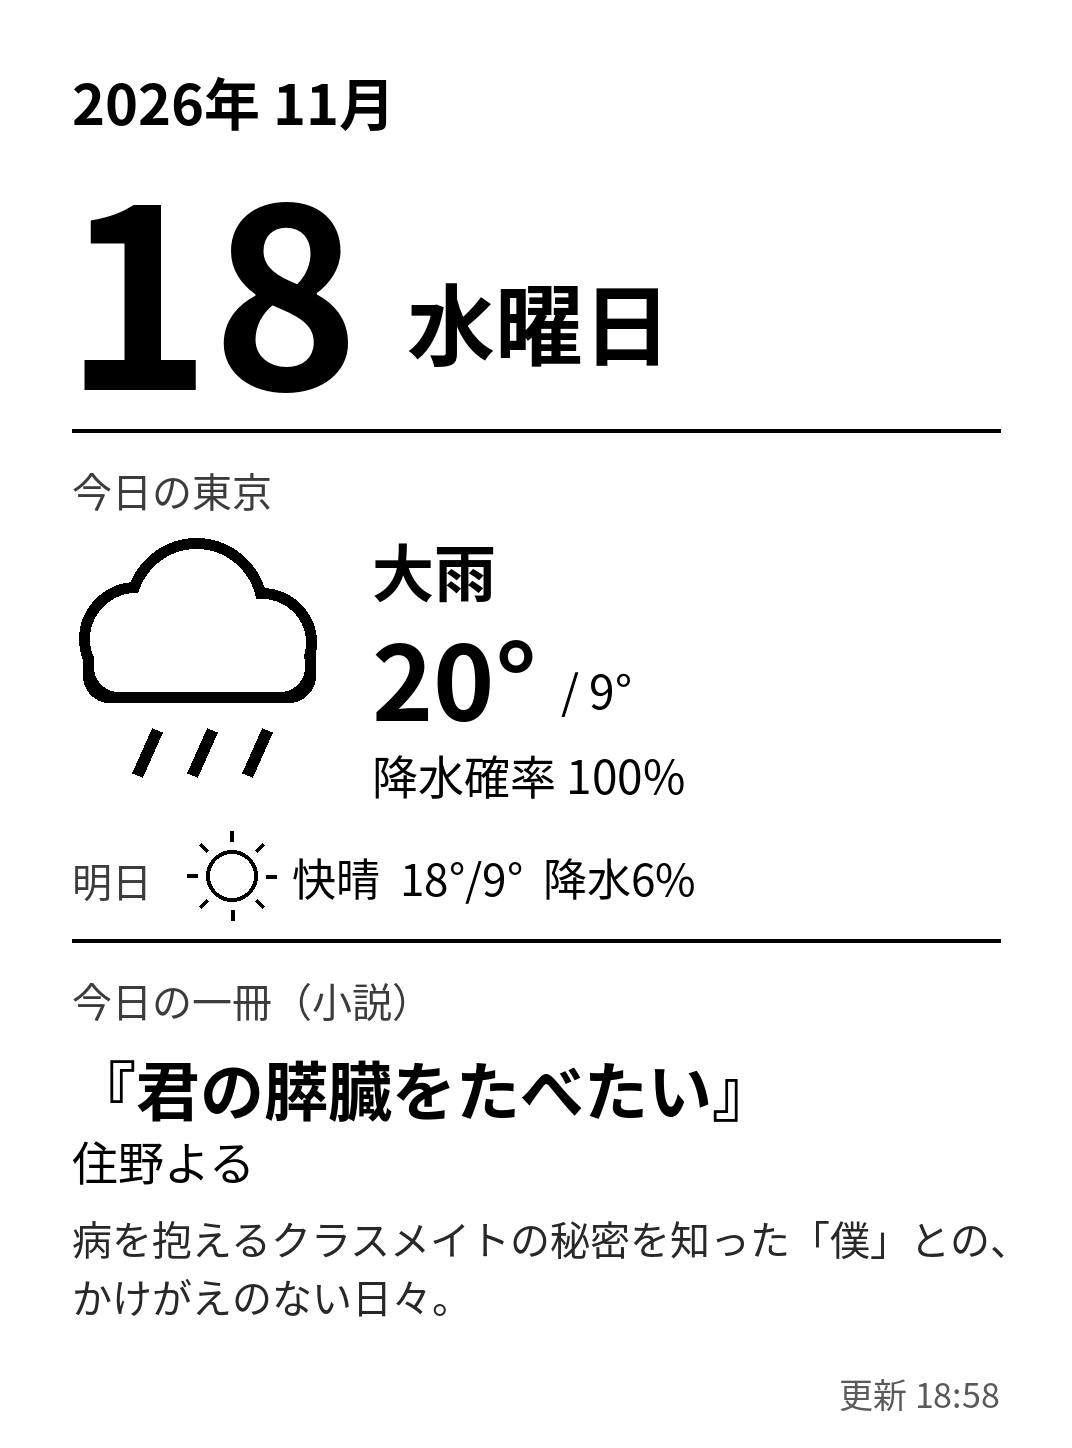 2026年 11月
18 水曜日
今日の東京
大雨
20° / 9°
降水確率 100%
明日 快晴 18°/9° 降水6%
今日の一冊（小説）
『君の膵臓をたべたい』
住野よる
病を抱えるクラスメイトの秘密を知った「僕」との、
かけがえのない日々。
更新 18:58